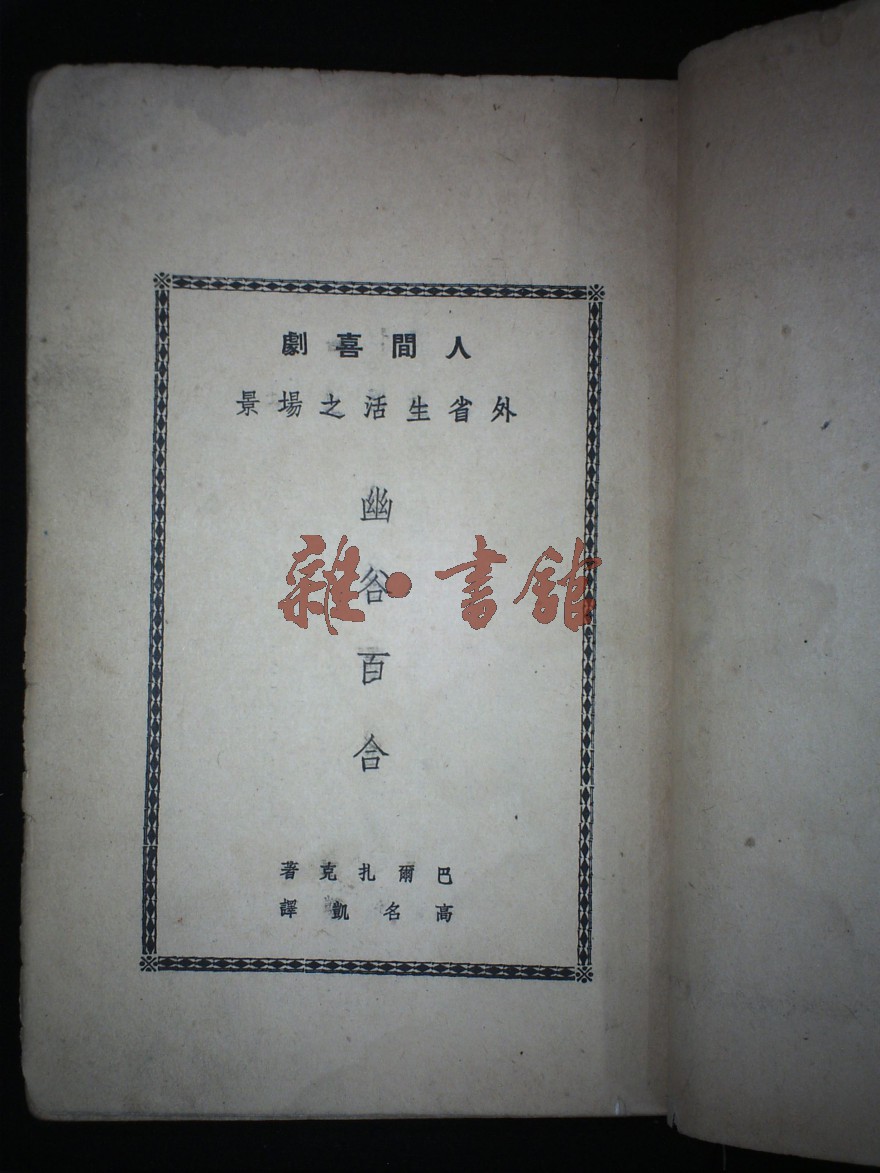 人間喜劇
外省生活之場景
幽谷百合
雜·書館
巴爾扎克著
高名凱譯